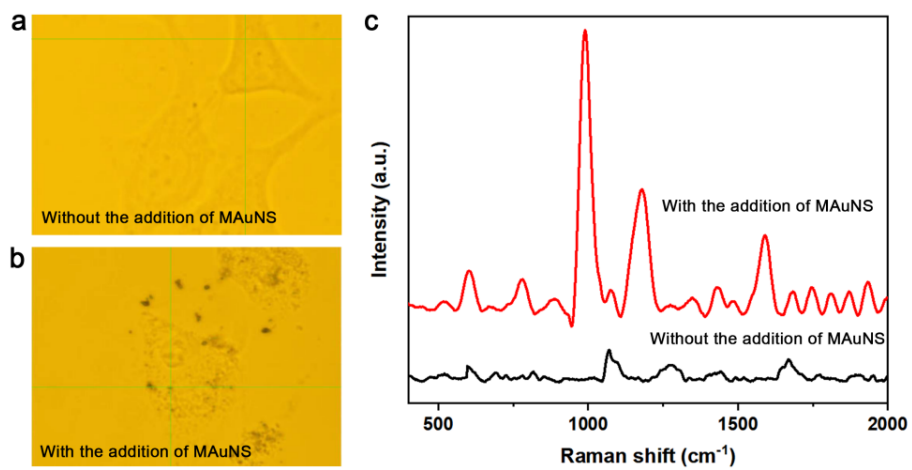 a
Without the addition of MAuNS
b
With the addition of MAuNS
c
Intensity (a.u.)
With the addition of MAuNS
Without the addition of MAuNS
500 1000 1500 2000
Raman shift (cm⁻¹)